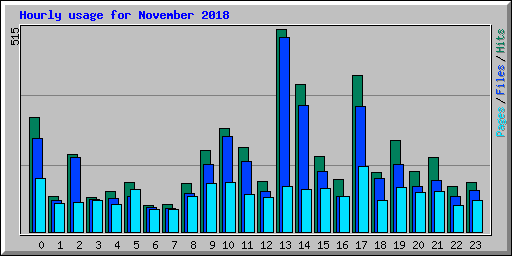 Hourly usage for November 2018
515
Pages / Files / Hits
0 1 2 3 4 5 6 7 8 9 10 11 12 13 14 15 16 17 18 19 20 21 22 23